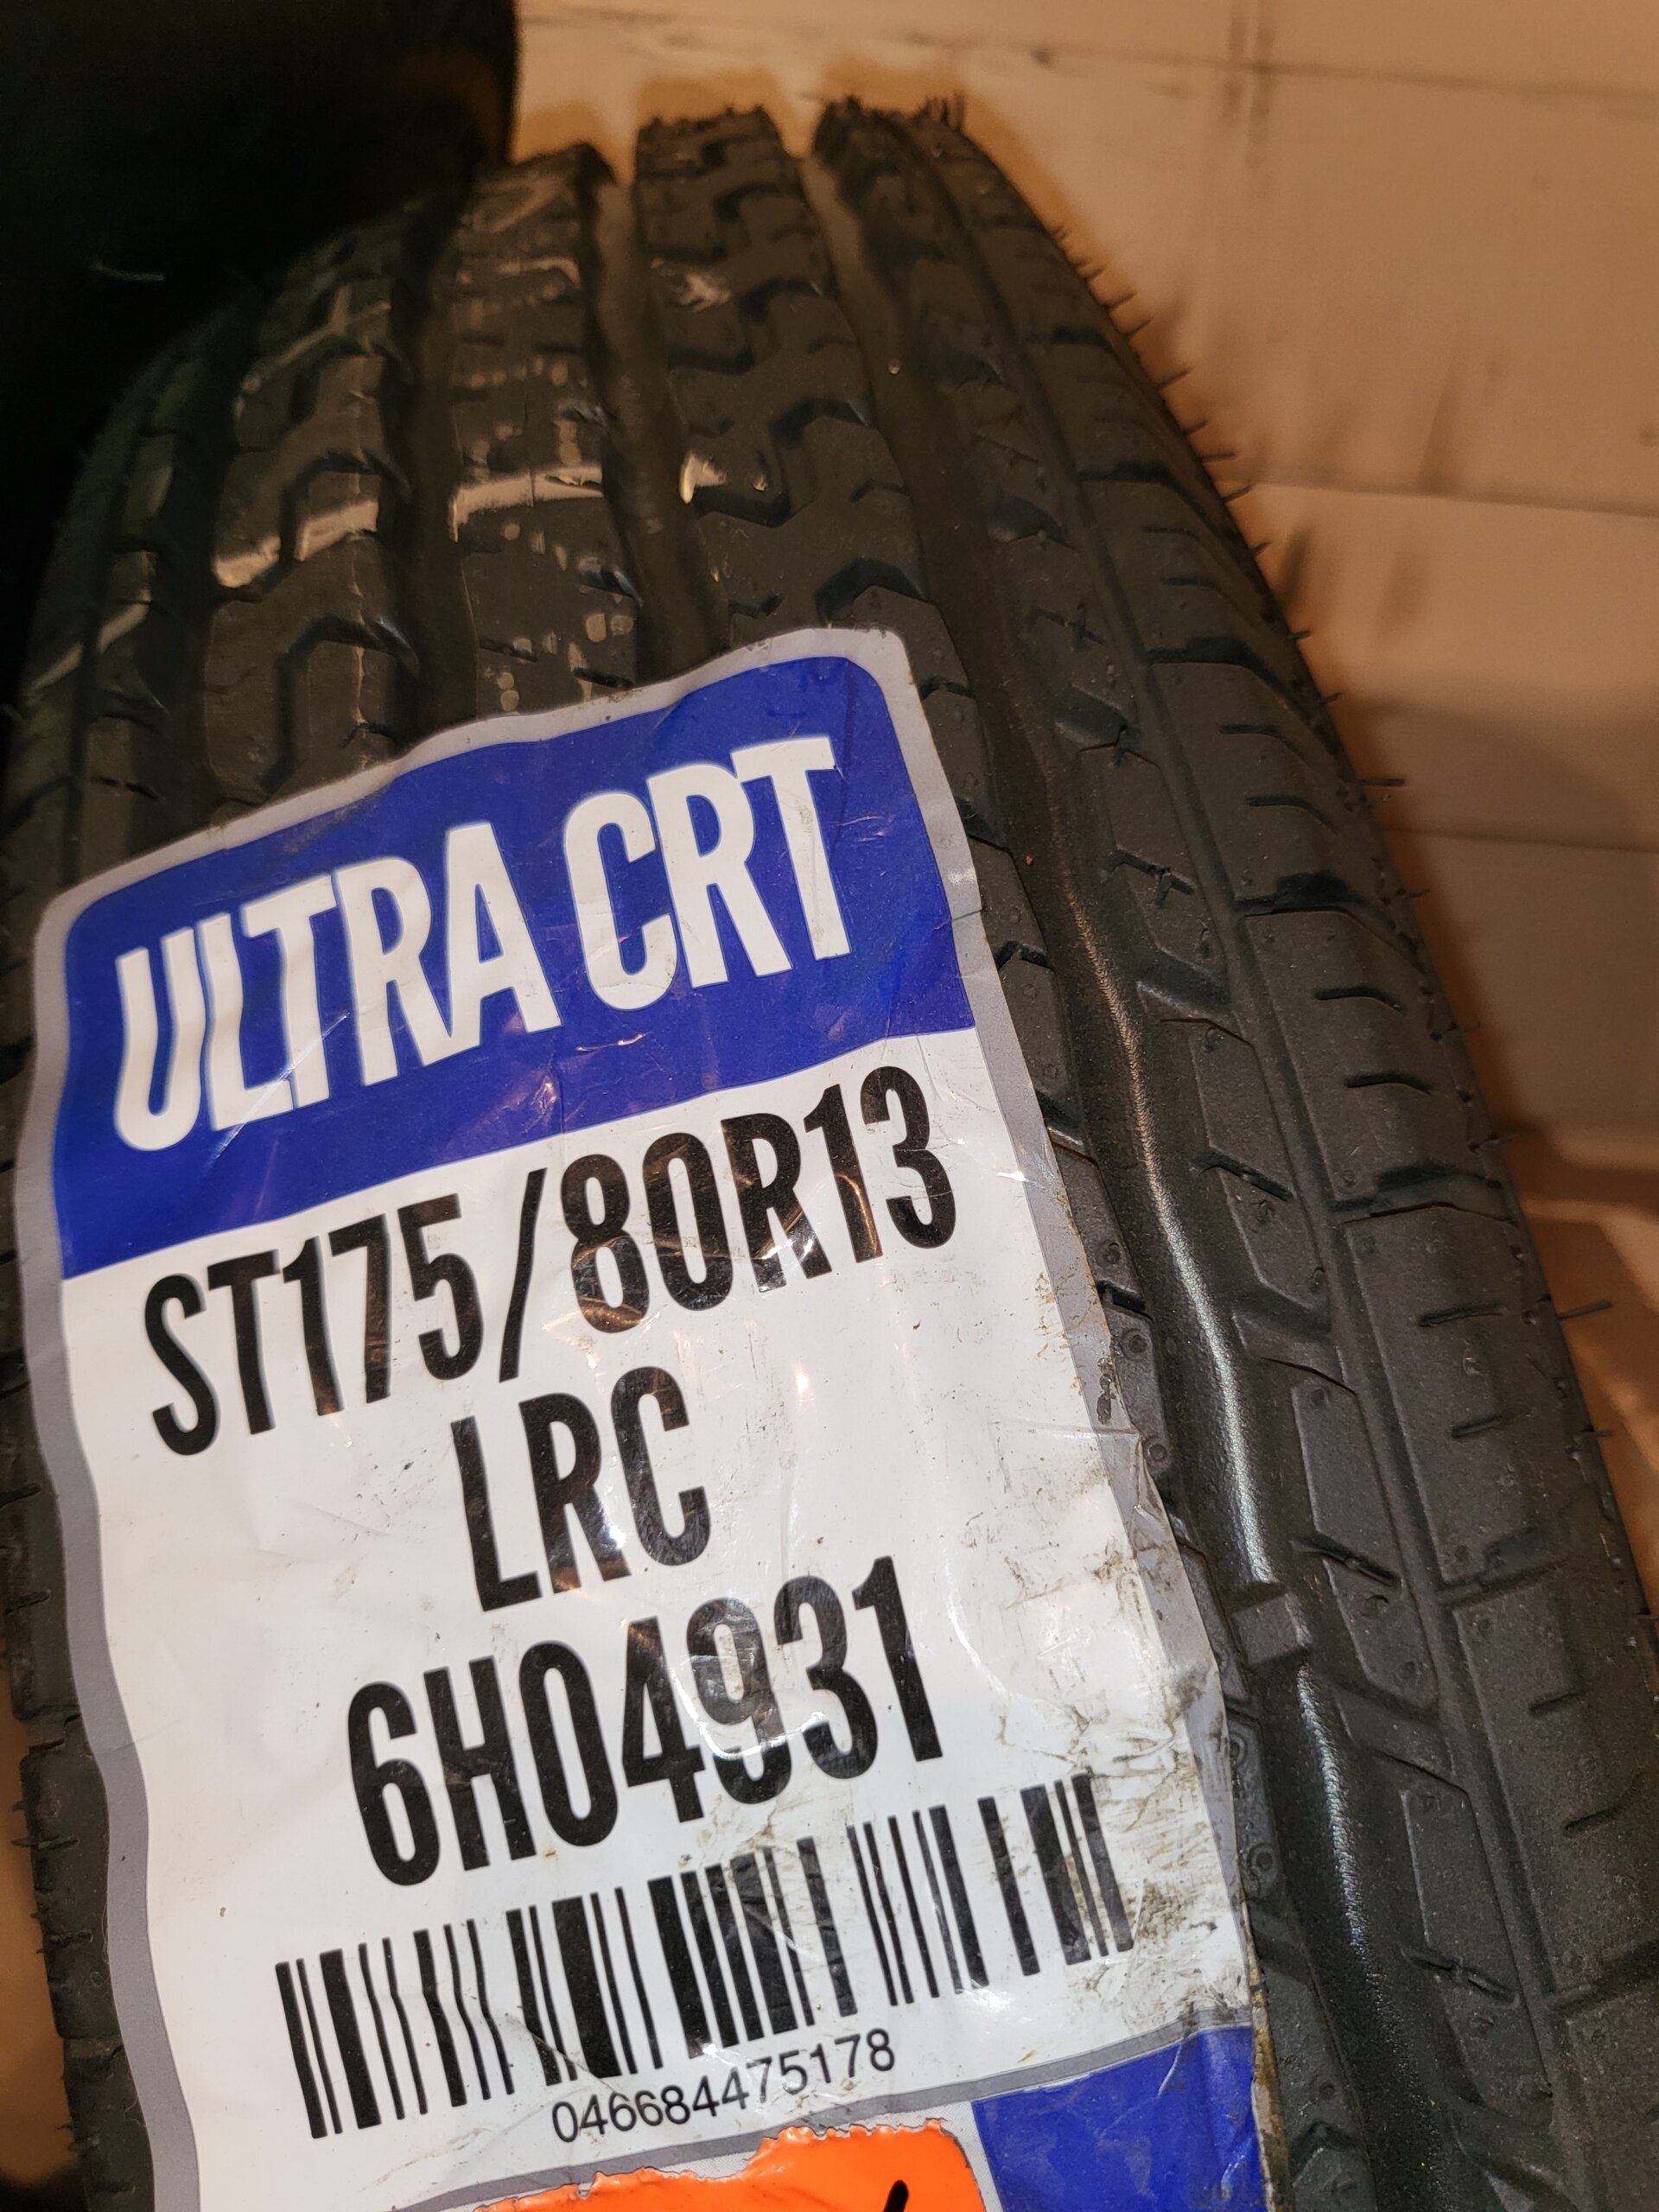 ULTRA CRT
ST175/80R13
LRC
6H04931
046684475178